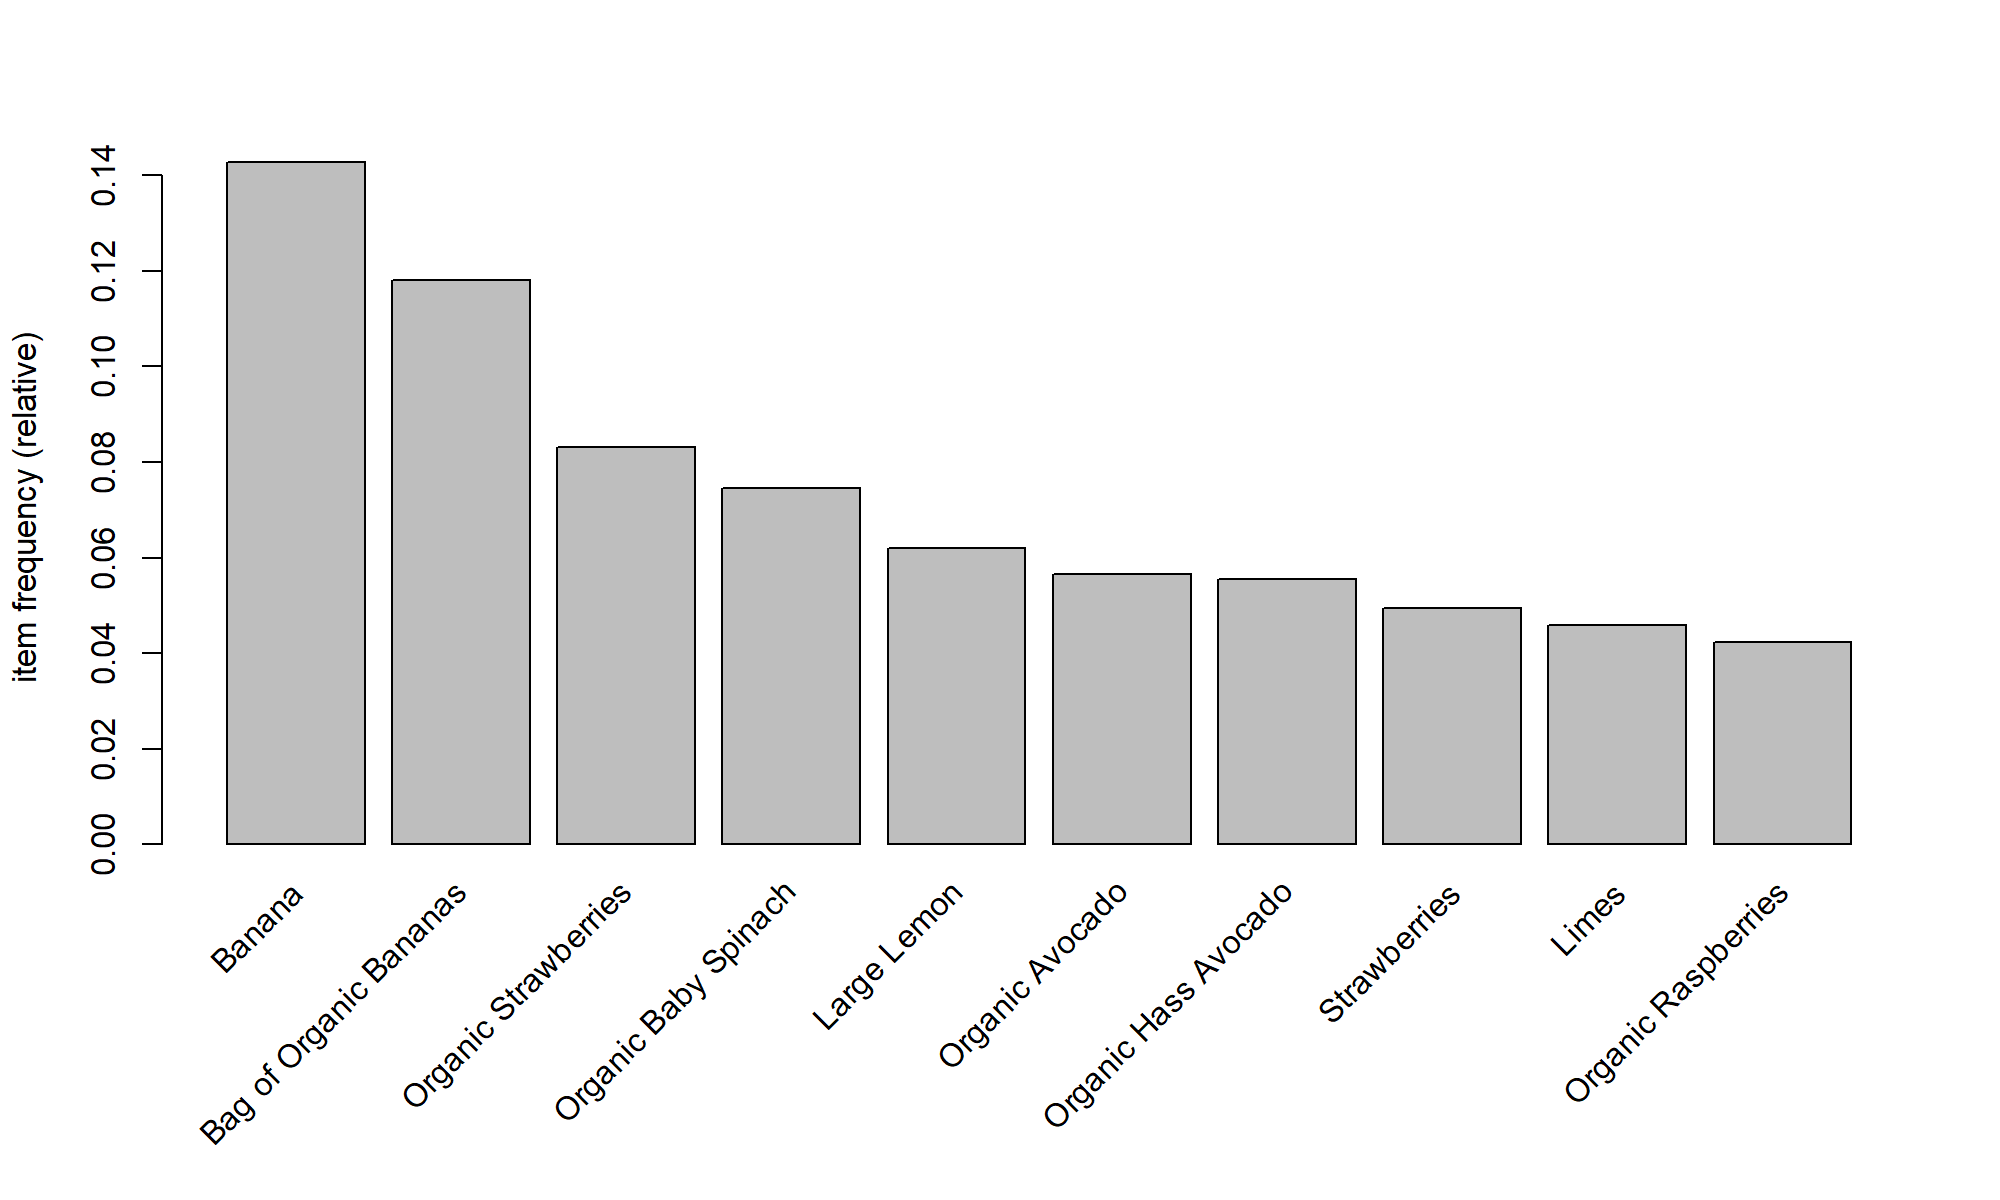 item frequency (relative)
0.14
0.12
0.10
0.08
0.06
0.04
0.02
0.00
Banana
Bag of Organic Bananas
Organic Strawberries
Organic Baby Spinach
Large Lemon
Organic Avocado
Organic Hass Avocado
Strawberries
Limes
Organic Raspberries